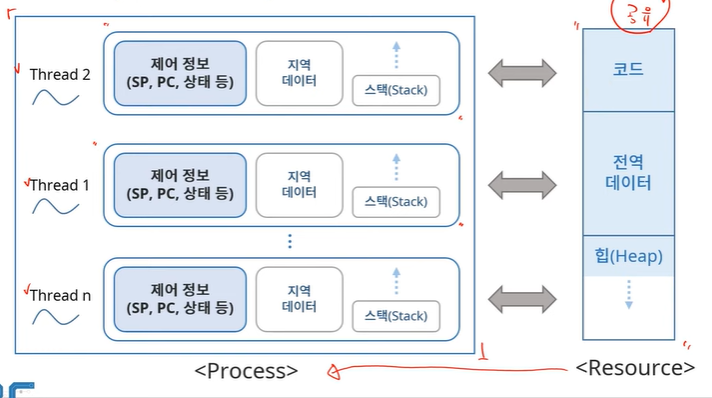 Thread 2
제어 정보
(SP, PC, 상태 등)
지역
데이터
스택(Stack)
Thread 1
제어 정보
(SP, PC, 상태 등)
지역
데이터
스택(Stack)
Thread n
제어 정보
(SP, PC, 상태 등)
지역
데이터
스택(Stack)
<Process>
코드
전역
데이터
힙(Heap)
<Resource>